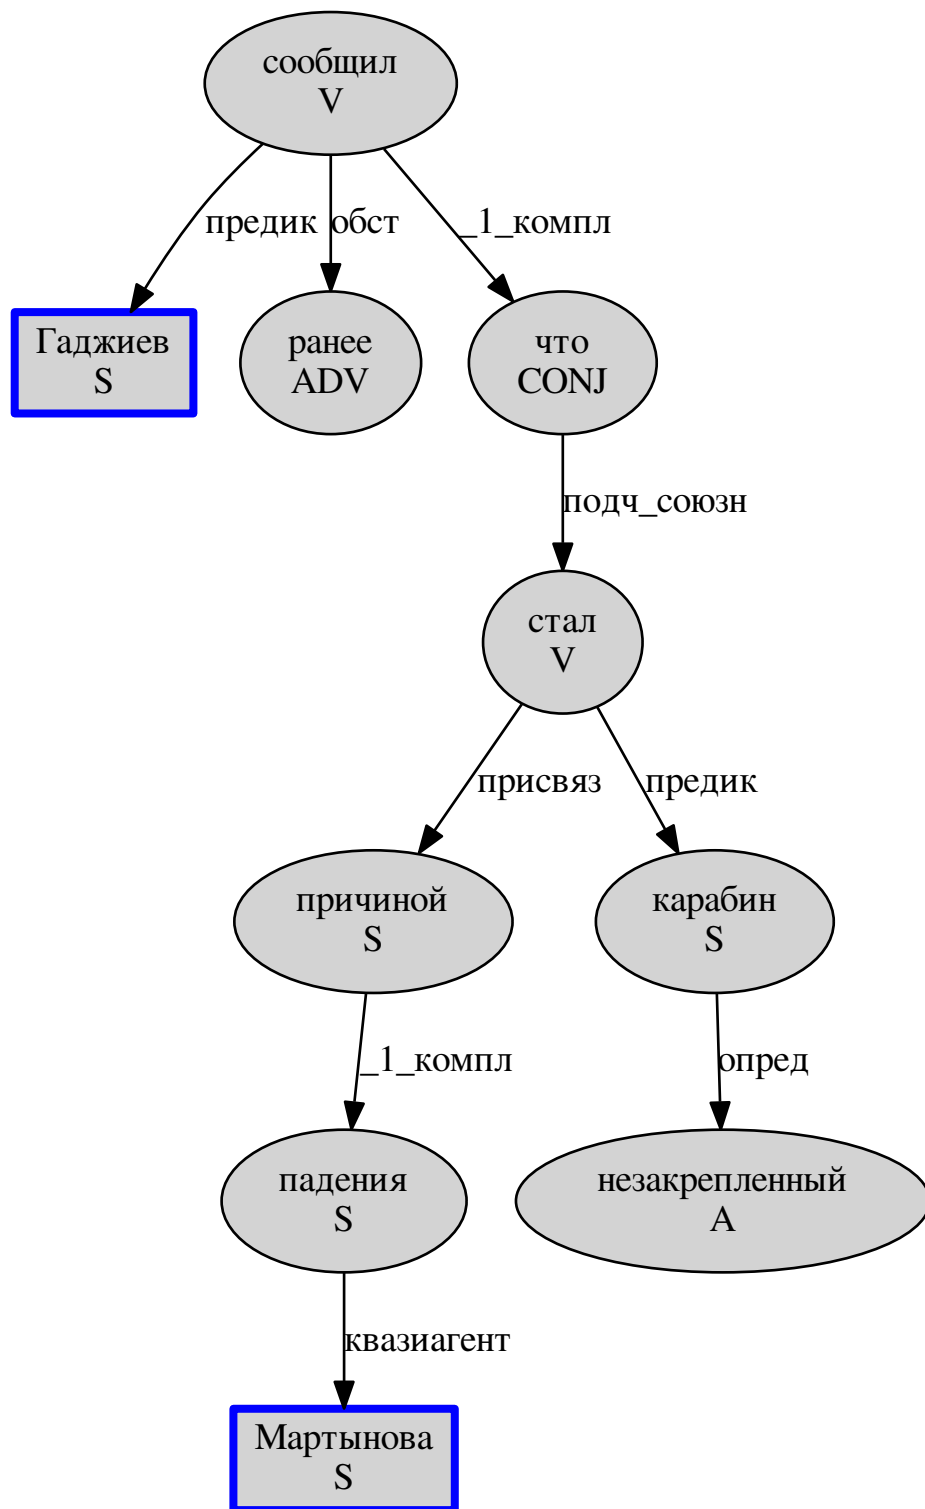 сообщил
V
предик
обст
_1_компл
Гаджиев
S
ранее
ADV
что
CONJ
подч_союзн
стал
V
присвяз
предик
причиной
S
карабин
S
_1_компл
опред
падения
S
незакрепленный
A
квазиагент
Мартынова
S